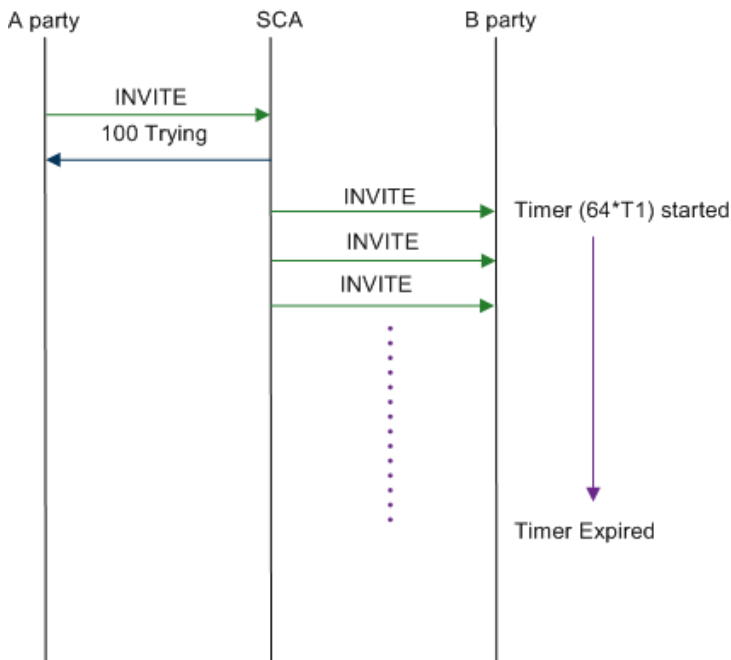 A party SCA B party
INVITE
100 Trying
INVITE Timer (64*T1) started
INVITE
INVITE
Timer Expired